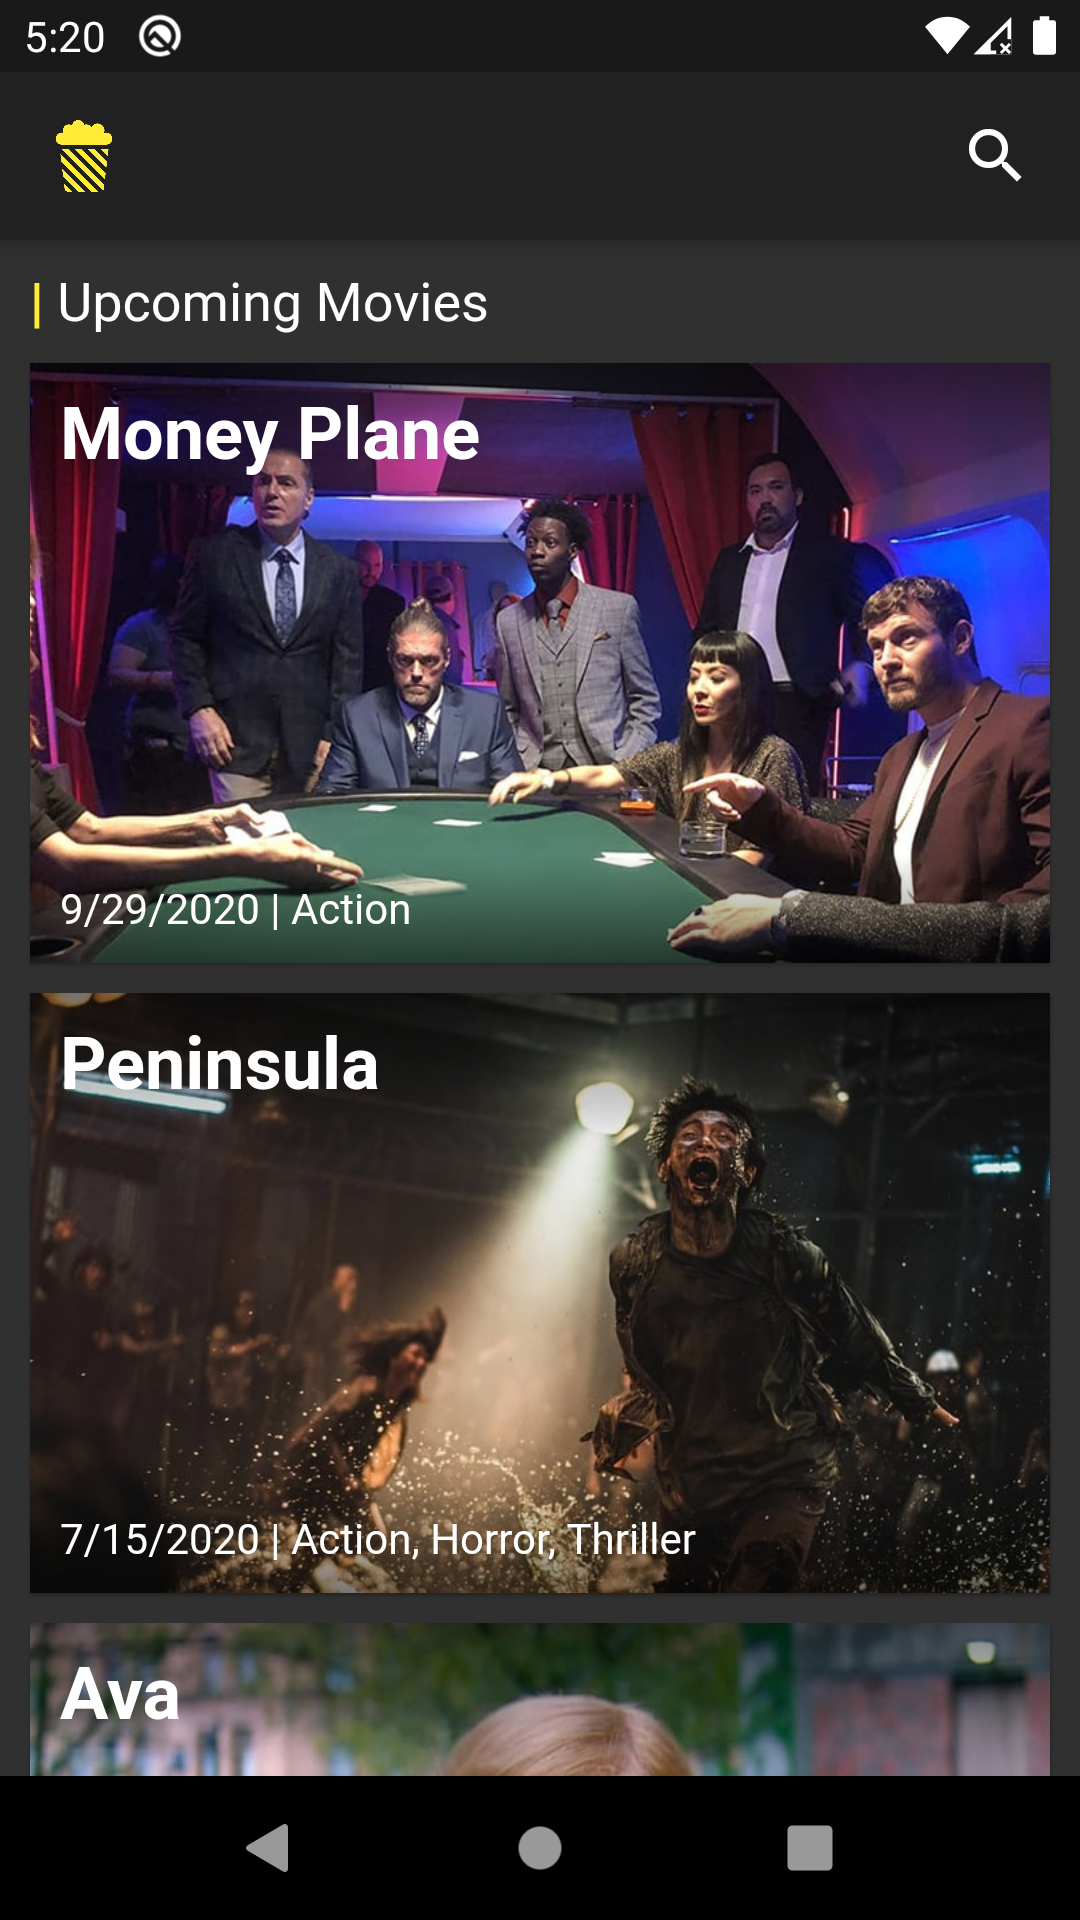 5:20
Upcoming Movies
Money Plane
9/29/2020 | Action
Peninsula
7/15/2020 | Action, Horror, Thriller
Ava